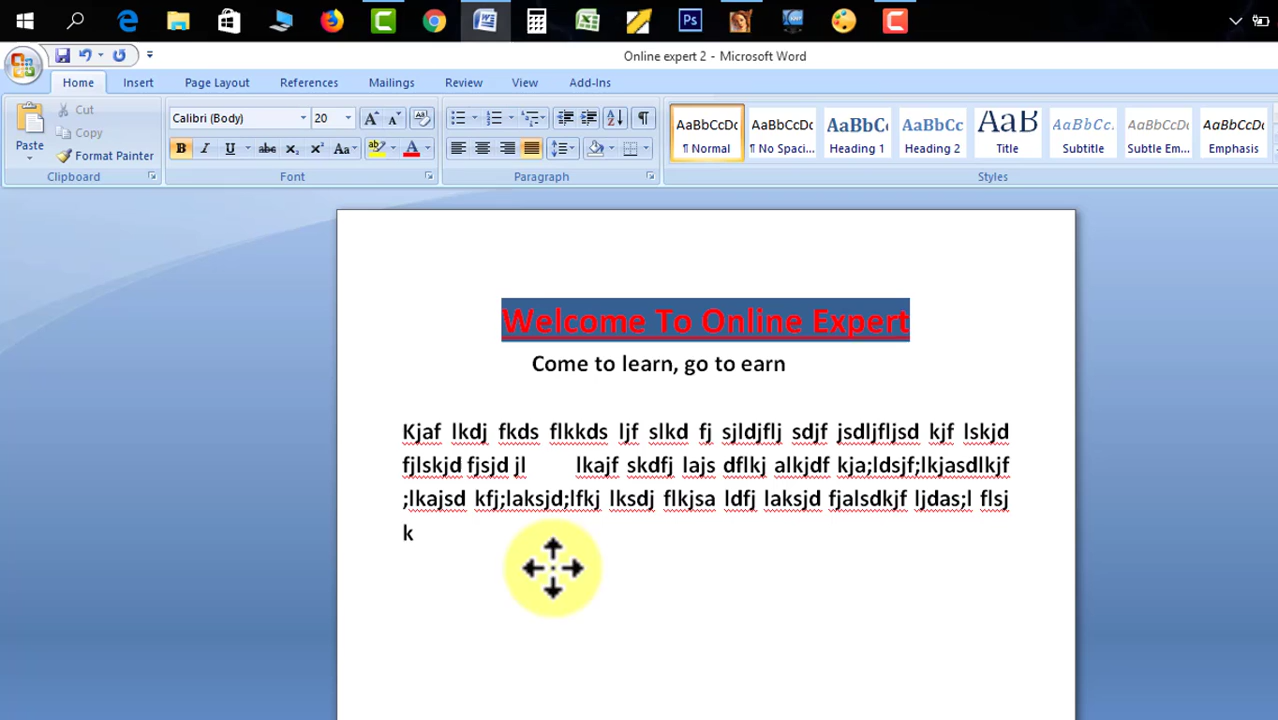 Online expert 2 - Microsoft Word
Home Insert Page Layout References Mailings Review View Add-Ins
Paste
Cut
Copy
Format Painter
Clipboard
Calibri (Body) 20
Font
Paragraph
AaBbCcDc AaBbCcDc AaBbCc AaBbCc AaB AaBbCc. AaBbCcDc AaBbCcDc
¶ Normal ¶ No Spaci... Heading 1 Heading 2 Title Subtitle Subtle Em... Emphasis
Styles
Welcome To Online Expert
Come to learn, go to earn
Kjaf lkdj fkds flkkds ljf slkd fj sjldjflj sdjf jsdljfljsd kjf lskjd
fjlskjd fjsjd jl lkajf skdfj lajs dflkj alkjdf kja;ldsjf;lkjasdlkjf
;lkajsd kfj;laksjd;lfkj lksdj flkjsa ldfj laksjd fjalsdkjf ljdas;l flsj
k